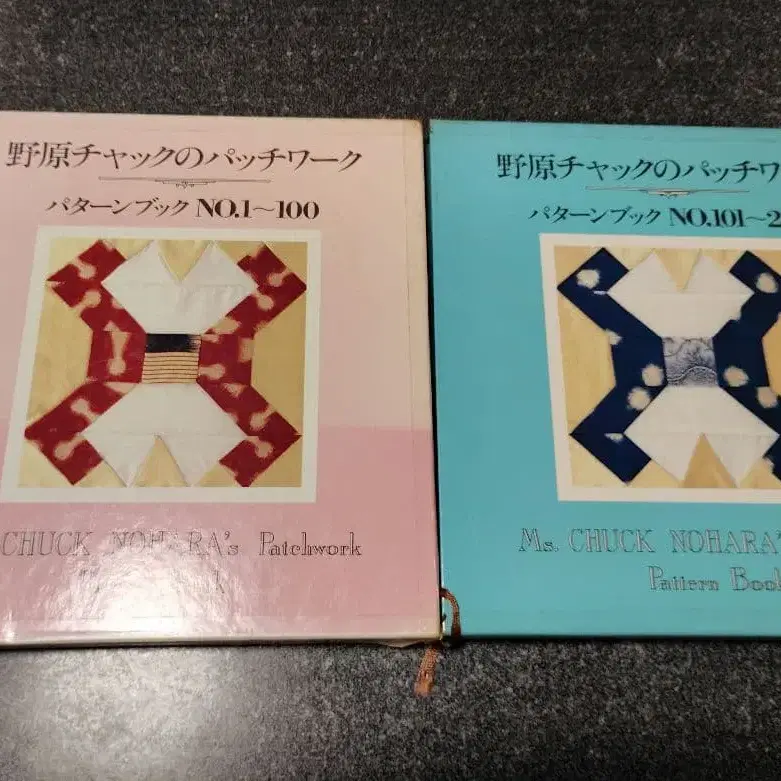 野原チャックのパッチワーク
パターンブック NO.1〜100
CHUCK NOHARA's Patchwork
野原チャックのパッチワ
パターンブック NO.101〜2
Ms. CHUCK NOHARA'
Pattern Book